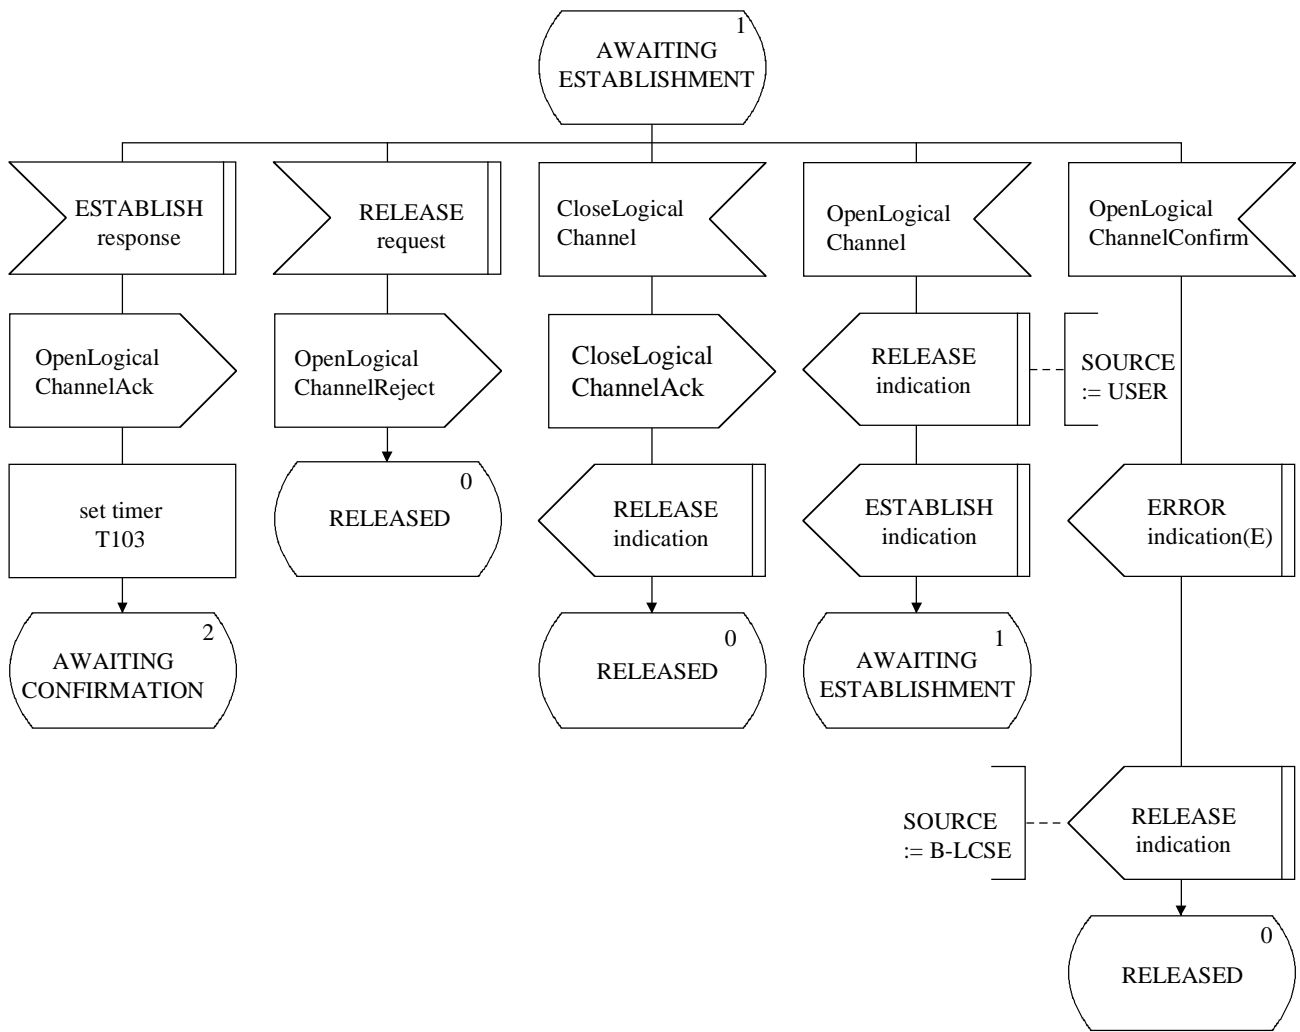 1
AWAITING
ESTABLISHMENT
ESTABLISH
response
RELEASE
request
CloseLogical
Channel
OpenLogical
Channel
OpenLogical
ChannelConfirm
OpenLogical
ChannelAck
OpenLogical
ChannelReject
CloseLogical
ChannelAck
RELEASE
indication
SOURCE
:= USER
set timer
T103
0
RELEASED
RELEASE
indication
ESTABLISH
indication
ERROR
indication(E)
2
AWAITING
CONFIRMATION
0
RELEASED
1
AWAITING
ESTABLISHMENT
SOURCE
:= B-LCSE
RELEASE
indication
0
RELEASED